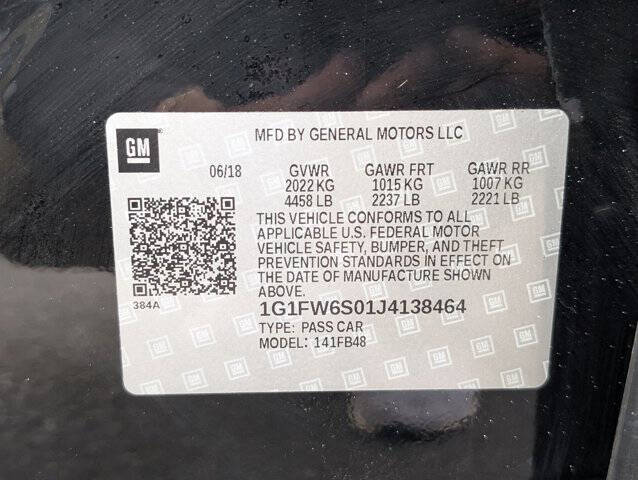 GM
MFD BY GENERAL MOTORS LLC
06/18 GVWR GAWR FRT GAWR RR
2022 KG 1015 KG 1007 KG
4458 LB 2237 LB 2221 LB
THIS VEHICLE CONFORMS TO ALL
APPLICABLE U.S. FEDERAL MOTOR
VEHICLE SAFETY, BUMPER, AND THEFT
PREVENTION STANDARDS IN EFFECT ON
THE DATE OF MANUFACTURE SHOWN
ABOVE.
384A
1G1FW6S01J4138464
TYPE: PASS CAR
MODEL: 141FB48